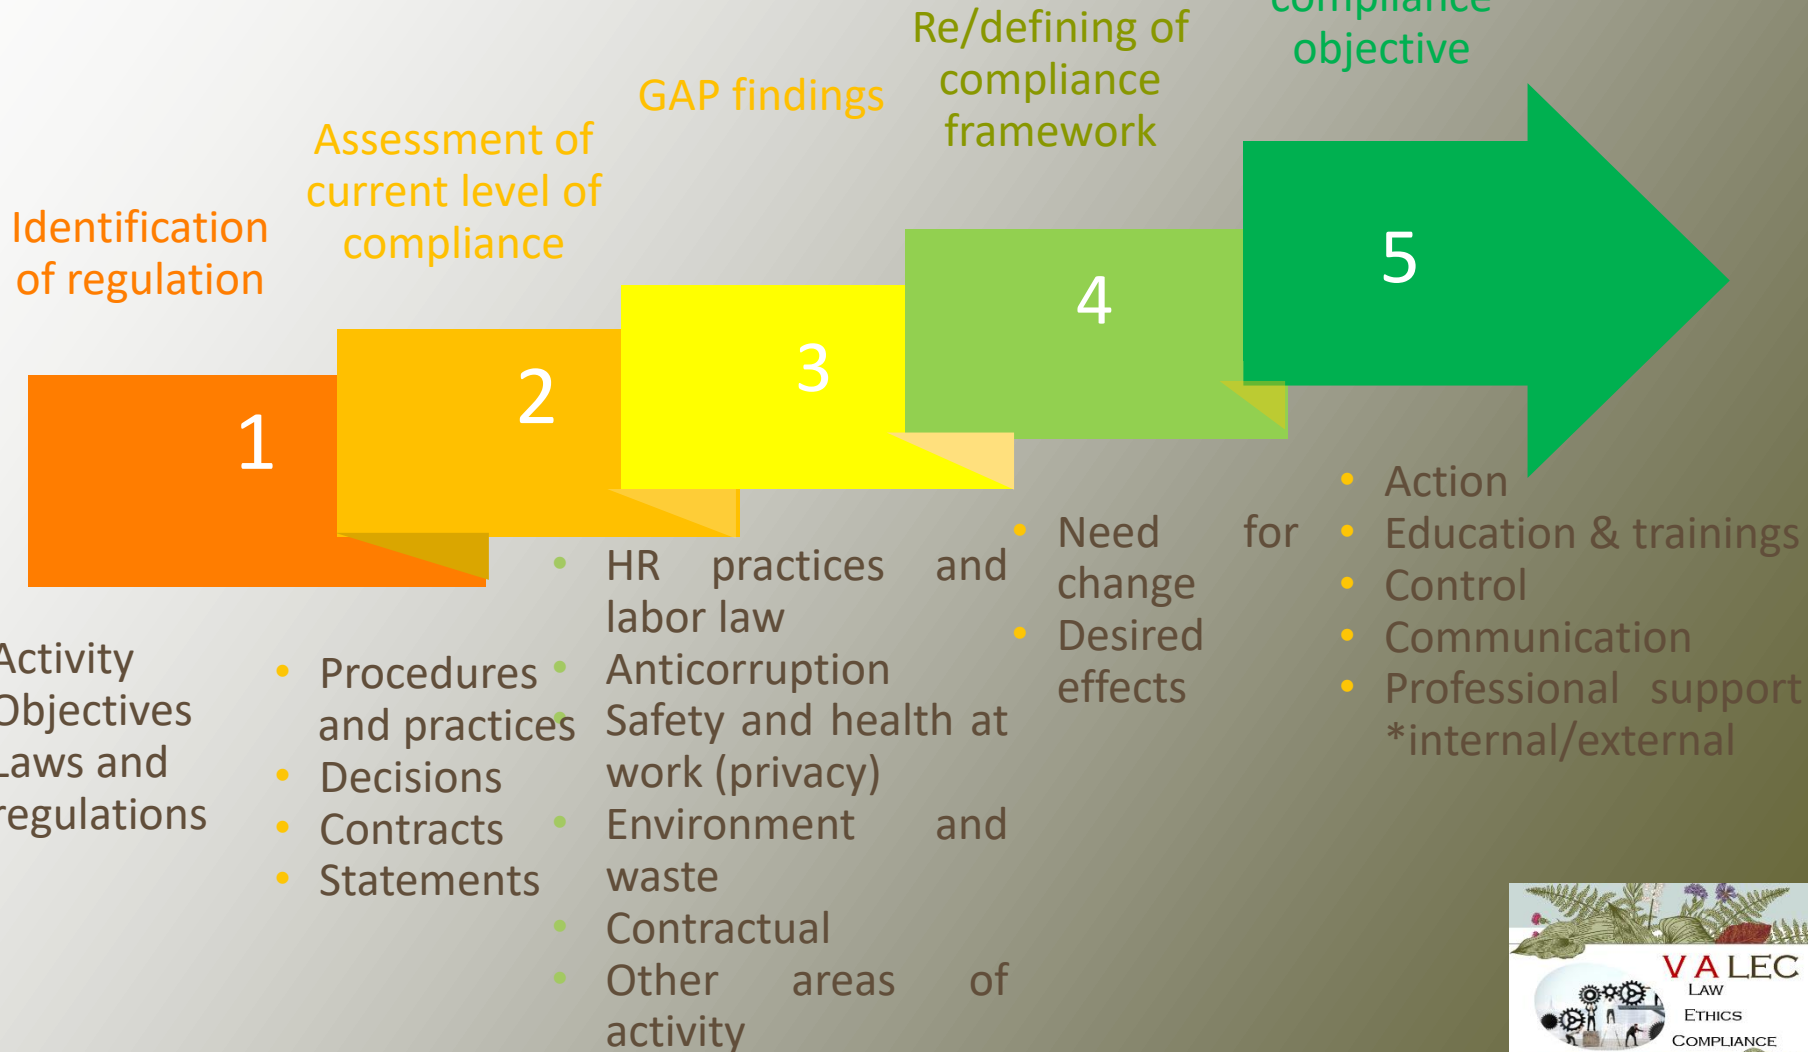 Identification
of regulation
1
Activity
Objectives
Laws and
regulations
Assessment of
current level of
compliance
2
• Procedures
and practices
• Decisions
• Contracts
• Statements
GAP findings
3
• HR practices and
labor law
• Anticorruption
• Safety and health at
work (privacy)
• Environment and
waste
• Contractual
• Other areas of
activity
Re/defining of
compliance
framework
4
• Need for
change
• Desired
effects
compliance
objective
5
• Action
• Education & trainings
• Control
• Communication
• Professional support
*internal/external
VALEC
LAW
ETHICS
COMPLIANCE